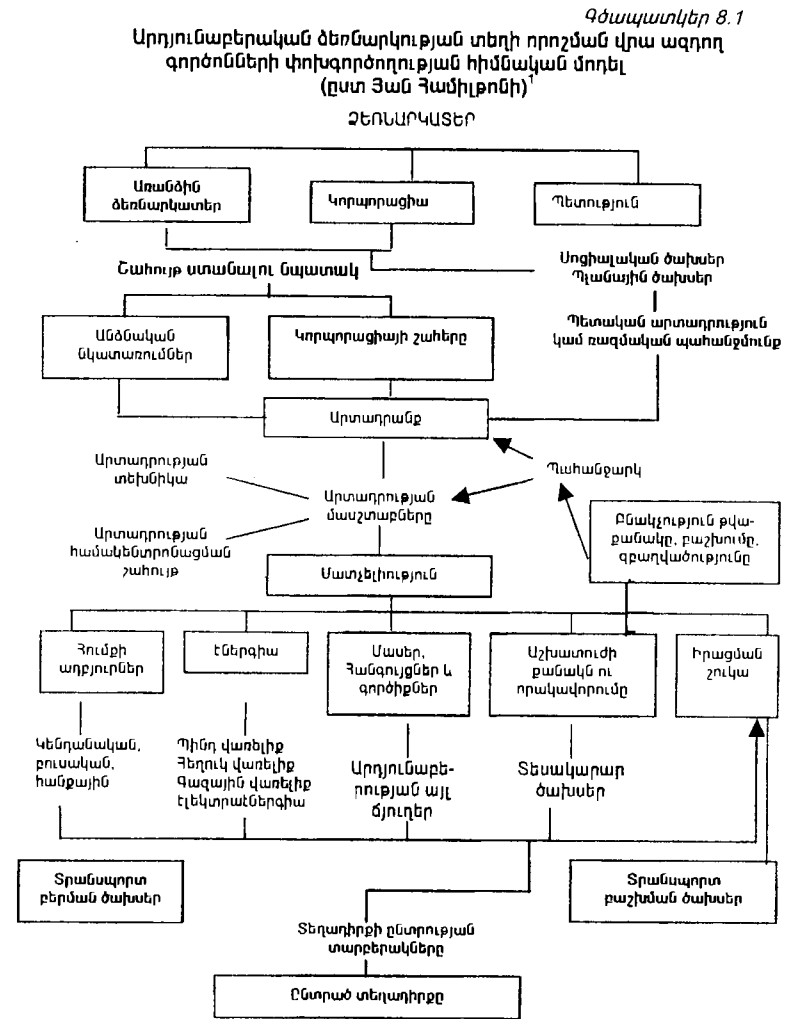 Գծապատկեր 8.1
Արդյունաբերական ձեռնարկության տեղի որոշման վրա ազդող
գործոնների փոխգործողության հիմնական մոդել
(ըստ Յան Համիլթոնի)1
ՁԵՌՆԱՐԿԱՏԵՐ
Առանձին
ձեռնարկատեր
Կորպորացիա
Պետություն
Շահույթ ստանալու նպատակ
Սոցիալական ծախսեր
Պլանային ծախսեր
Անձնական
նկատառումներ
Կորպորացիայի շահերը
Պետական արտադրություն
կամ ռազմական պահանջմունք
Արտադրանք
Արտադրության
տեխնիկա
Արտադրության
մասշտաբները
Պահանջարկ
Արտադրության
համակենտրոնացման
շահույթ
Բնակչություն թվա-
քանակը, բաշխումը,
զբաղվածությունը
Մատչելիություն
Հումքի
աղբյուրներ
Էներգիա
Մասեր,
Հանգույցներ և
գործիքներ
Աշխատուժի
քանակն ու
որակավորումը
Իրացման
շուկա
Կենդանական,
բուսական,
հանքային
Պինդ վառելիք
Հեղուկ վառելիք
Գազային վառելիք
էլեկտրաէներգիա
Արդյունաբե-
րության այլ
ճյուղեր
Տեսակարար
ծախսեր
Տրանսպորտ
բերման ծախսեր
Տրանսպորտ
բաշխման ծախսեր
Տեղադիրքի ընտրության
տարբերակները
Ընտրած տեղադիրքը